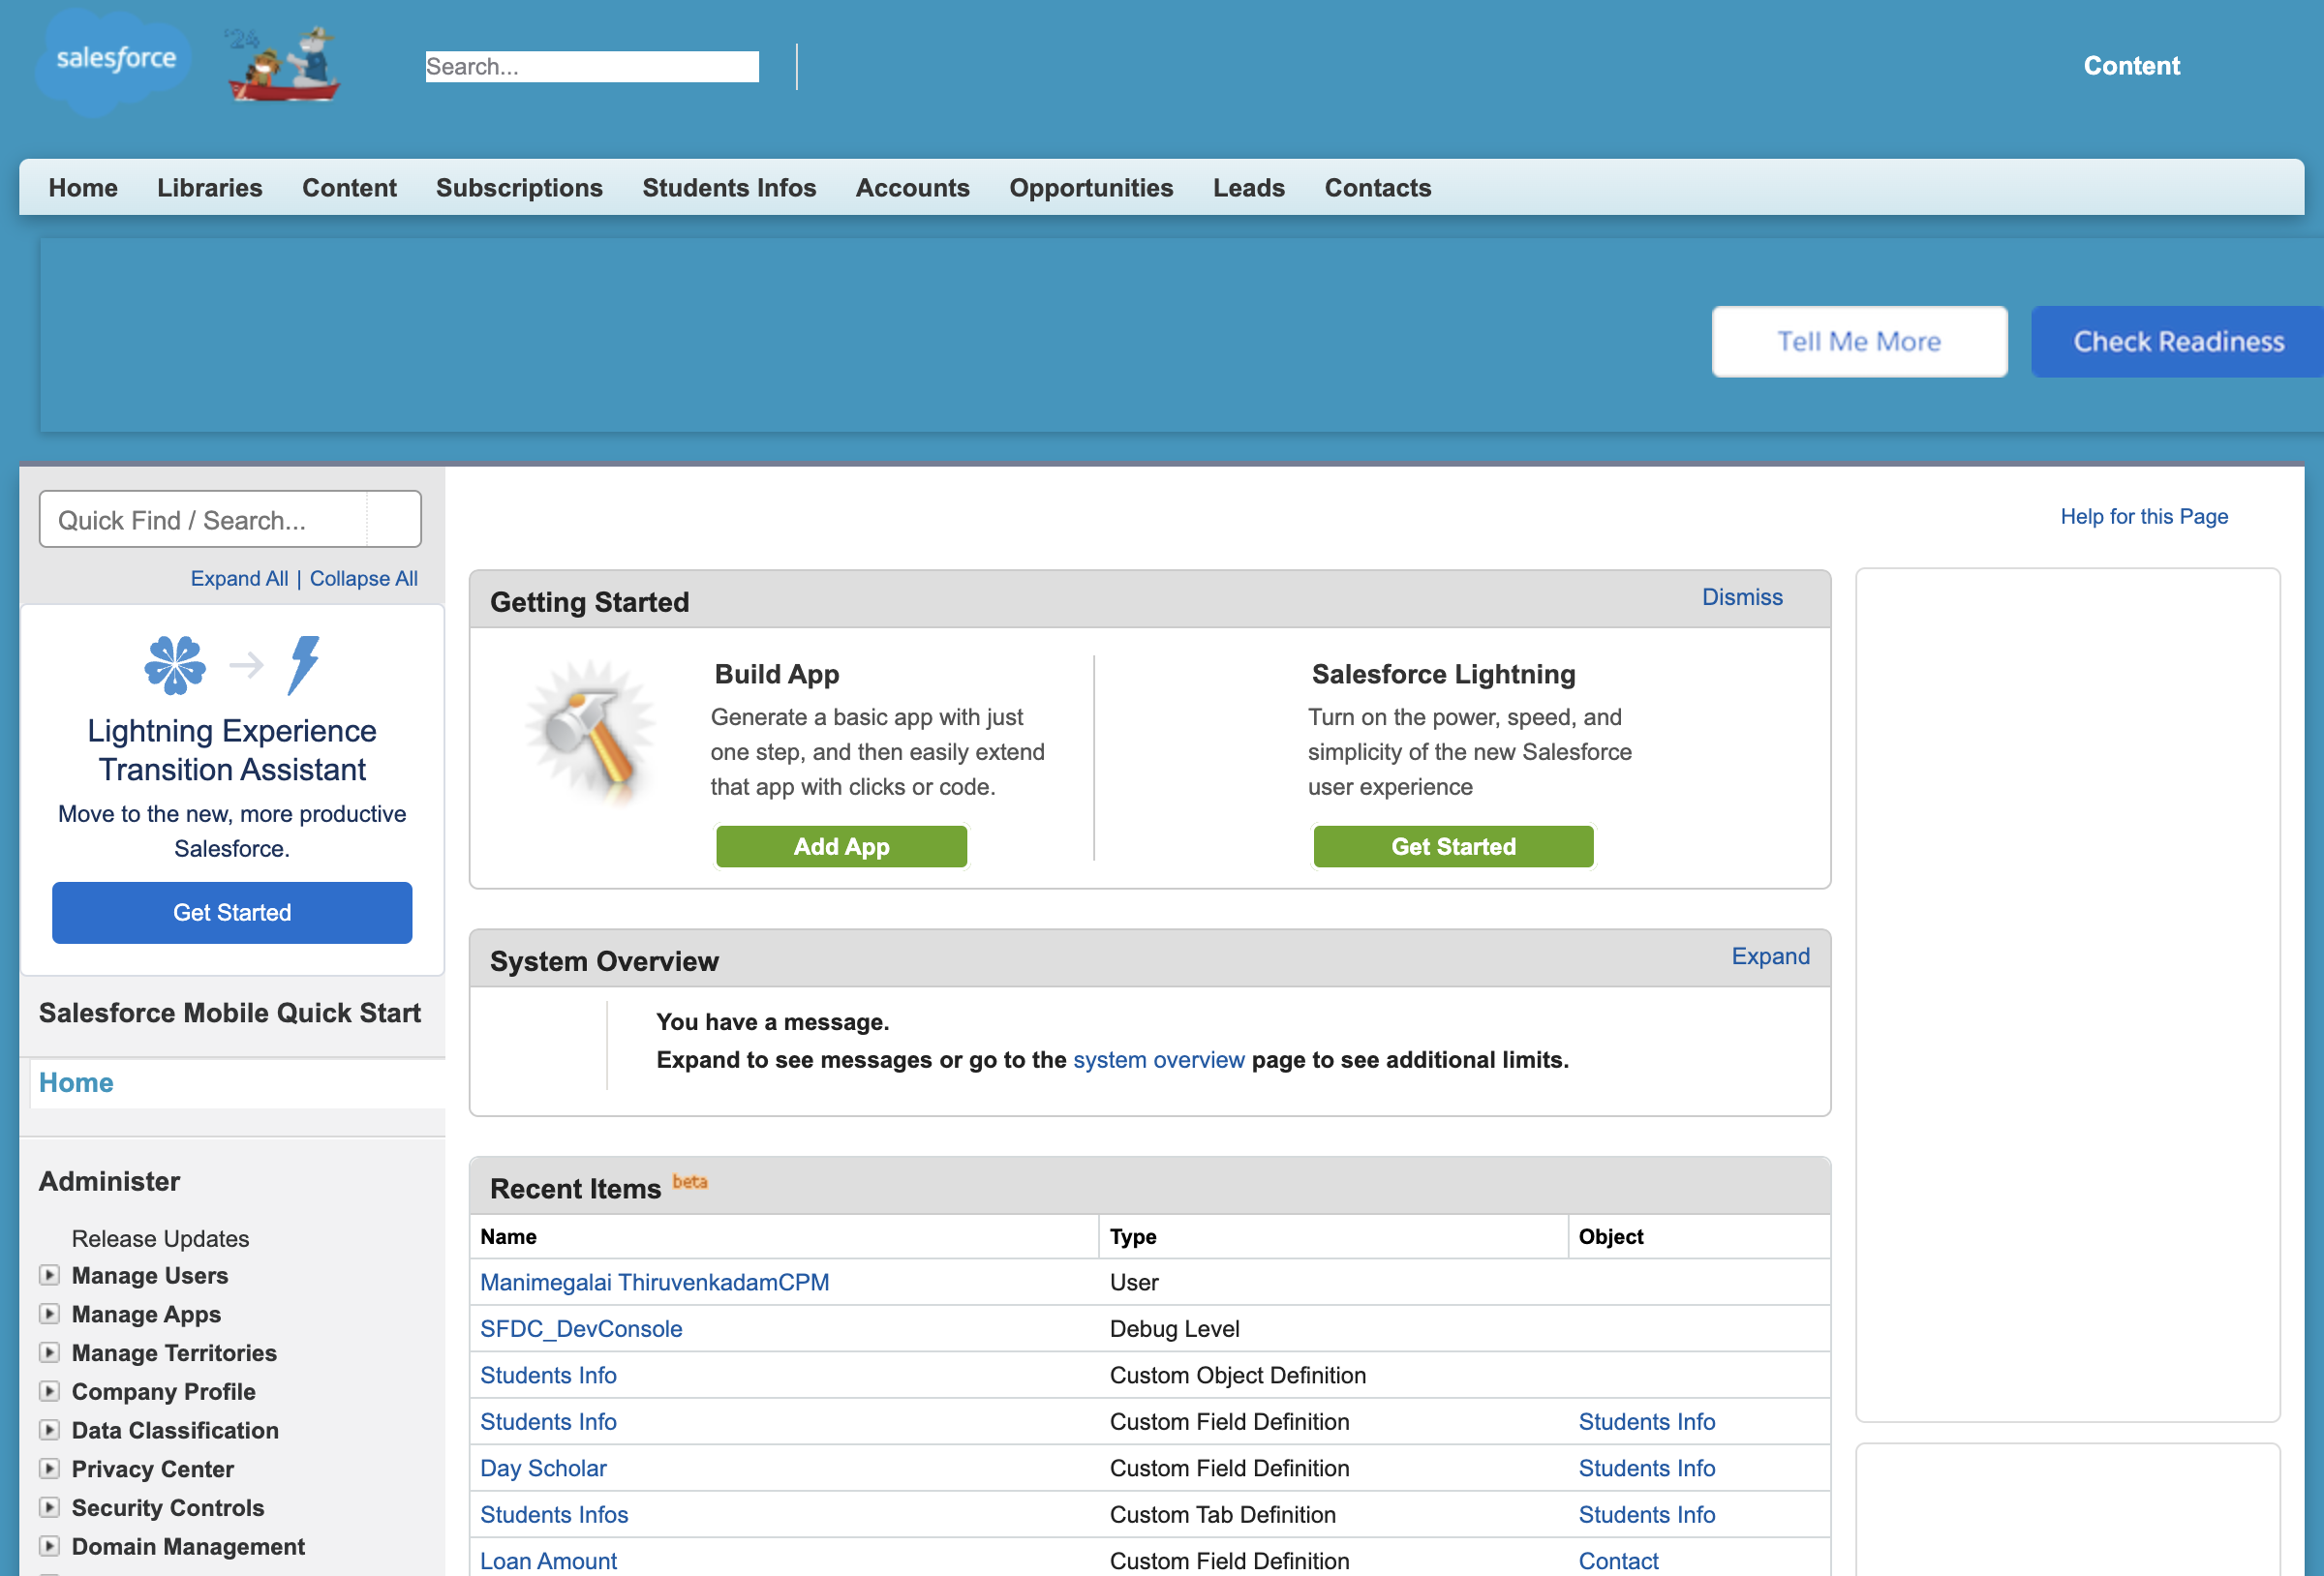 salesforce
'24
Search...
Content
Home Libraries Content Subscriptions Students Infos Accounts Opportunities Leads Contacts
Tell Me More
Check Readiness
Quick Find / Search...
Expand All | Collapse All
Lightning Experience
Transition Assistant
Move to the new, more productive
Salesforce.
Get Started
Salesforce Mobile Quick Start
Home
Administer
Release Updates
Manage Users
Manage Apps
Manage Territories
Company Profile
Data Classification
Privacy Center
Security Controls
Domain Management
Help for this Page
Getting Started
Dismiss
Build App
Generate a basic app with just
one step, and then easily extend
that app with clicks or code.
Add App
Salesforce Lightning
Turn on the power, speed, and
simplicity of the new Salesforce
user experience
Get Started
System Overview
Expand
You have a message.
Expand to see messages or go to the system overview page to see additional limits.
Recent Items beta
Name Type Object
Manimegalai ThiruvenkadamCPM User
SFDC_DevConsole Debug Level
Students Info Custom Object Definition
Students Info Custom Field Definition Students Info
Day Scholar Custom Field Definition Students Info
Students Infos Custom Tab Definition Students Info
Loan Amount Custom Field Definition Contact